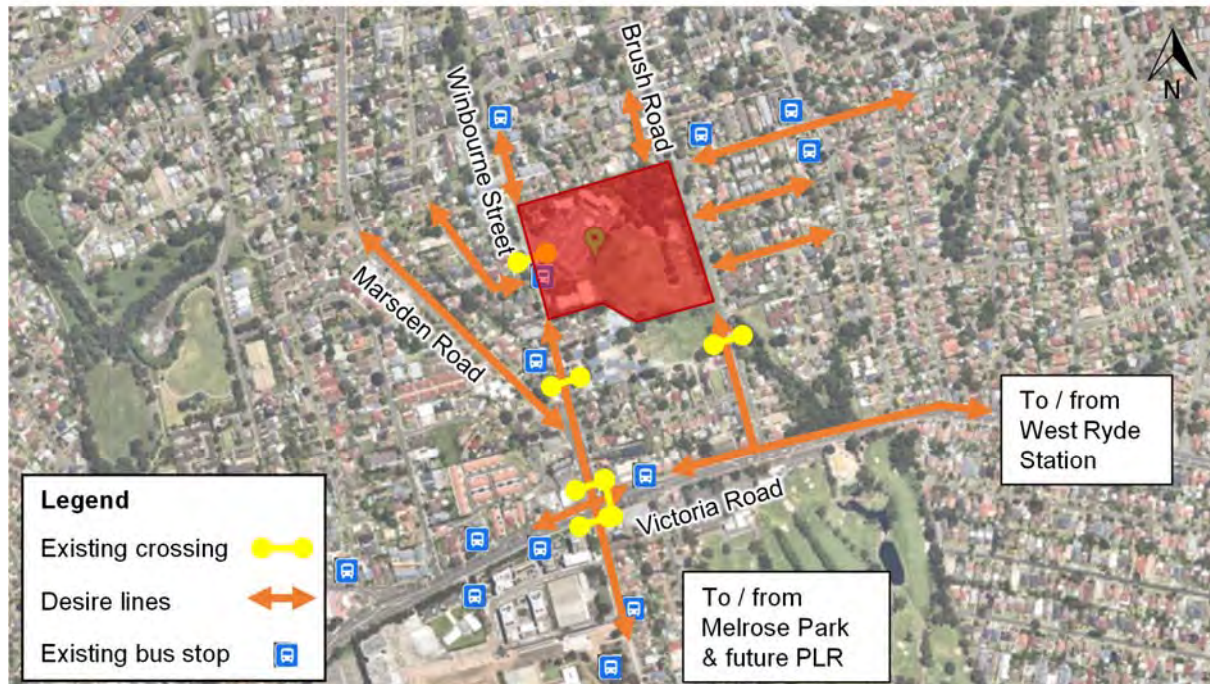 Brush Road
Winbourne Street
N
Marsden Road
To / from
West Ryde
Station
Victoria Road
Legend
Existing crossing
Desire lines
Existing bus stop
To / from
Melrose Park
& future PLR